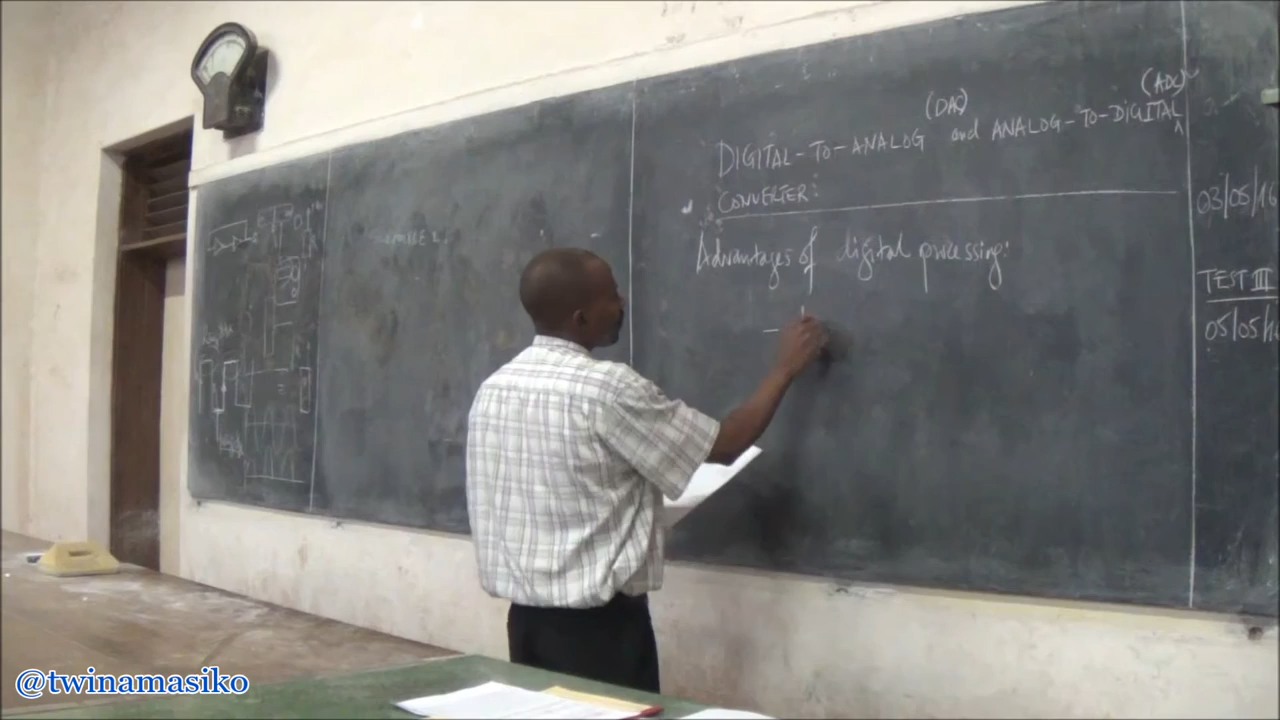 (DAC)
(ADC)
DIGITAL-TO-ANALOG and ANALOG-TO-DIGITAL
CONVERTER:
Advantages of digital processing:
03/05/16
TEST III
05/05/1
@twinamasiko